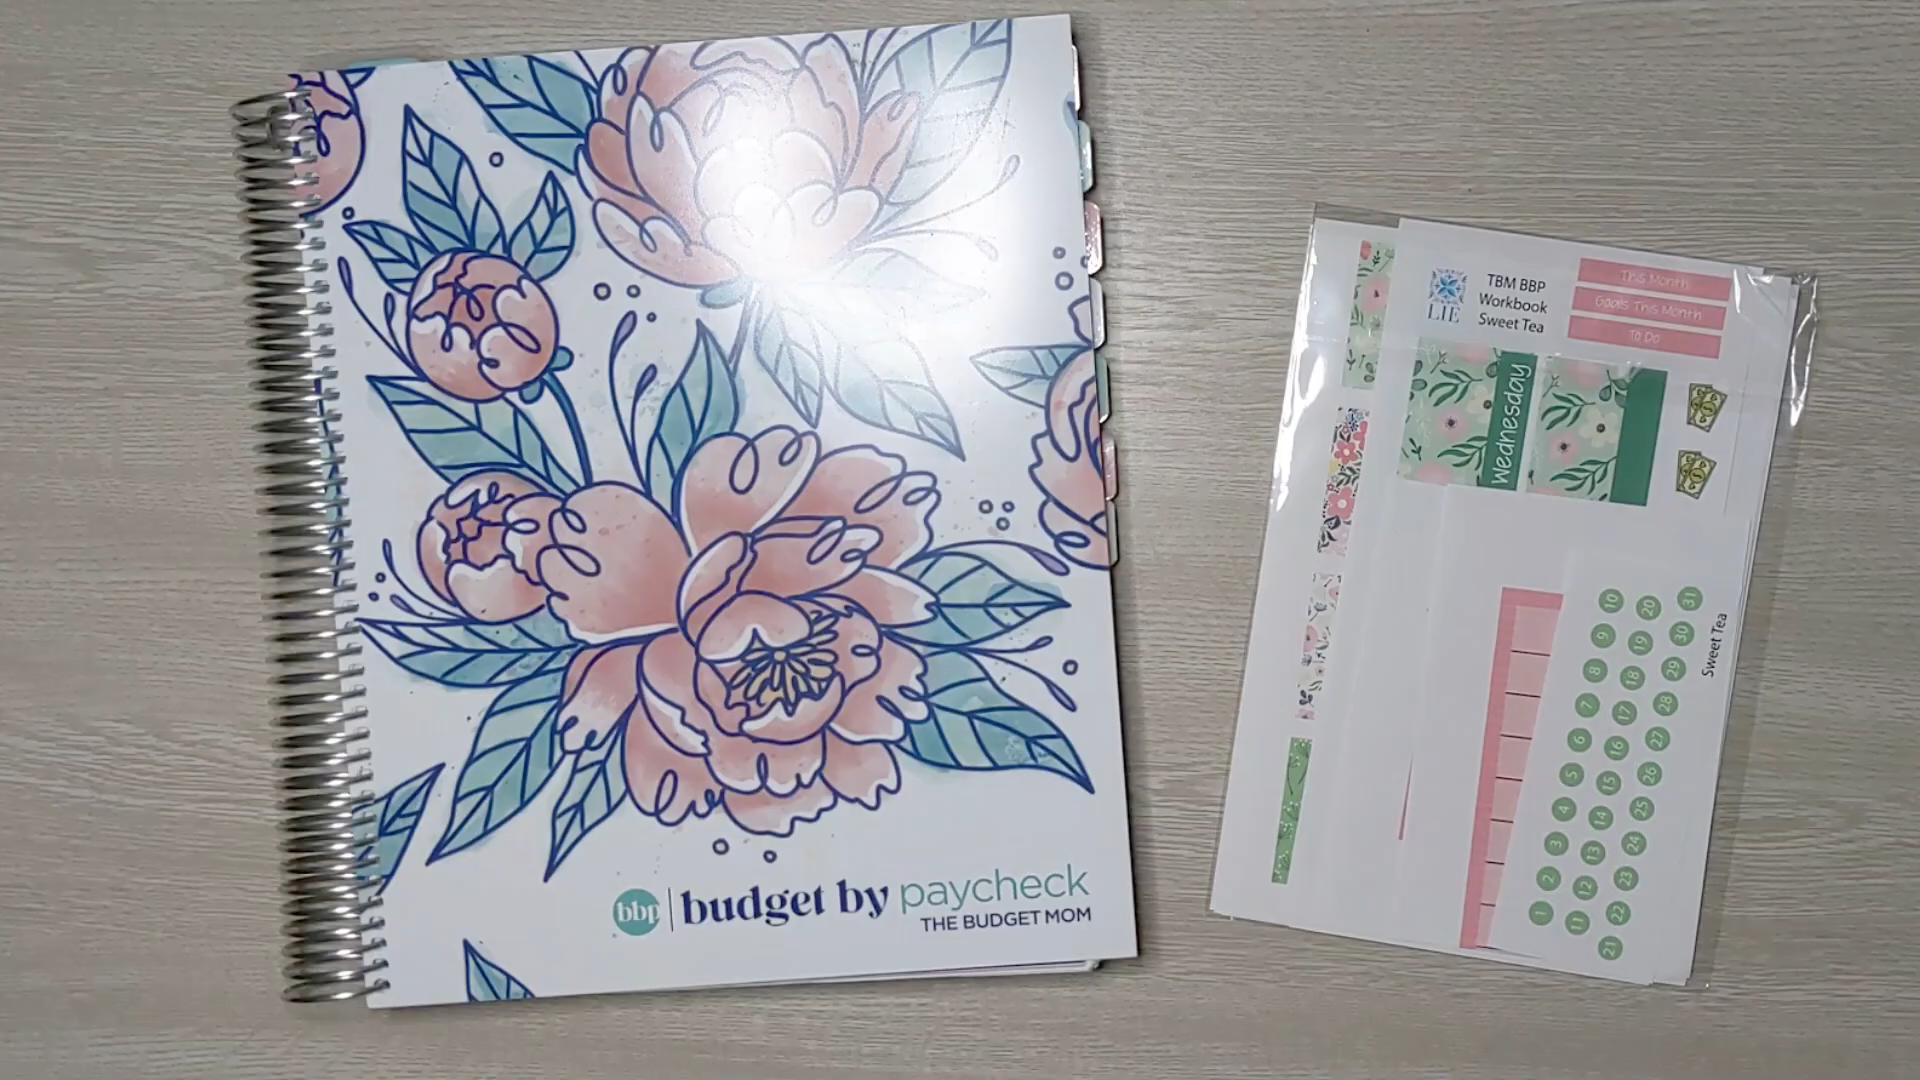 bbp
budget by paycheck
THE BUDGET MOM
LIE
TBM BBP
Workbook
Sweet Tea
This Month
Goals This Month
To Do
Wednesday
1 2 3 4 5 6 7 8 9 10
11 12 13 14 15 16 17 18 19 20
21 22 23 24 25 26 27 28 29 30 31
Sweet Tea